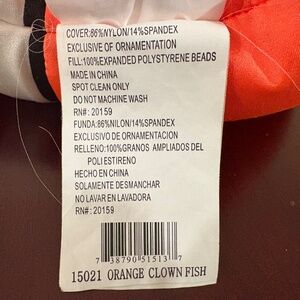 COVER:86%NYLON/14%SPANDEX
EXCLUSIVE OF ORNAMENTATION
FILL:100%EXPANDED POLYSTYRENE BEADS
MADE IN CHINA
SPOT CLEAN ONLY
DO NOT MACHINE WASH
RN#: 20159
FUNDA:86%NILON/14%SPANDEX
EXCLUSIVO DE ORNAMENTACION
RELLENO:100%GRANOS AMPLIADOS DEL
POLIESTIRENO
HECHO EN CHINA
SOLAMENTE DESMANCHAR
NO LAVAR EN LAVADORA
RN#: 20159
7 38790 51513 7
15021 ORANGE CLOWN FISH